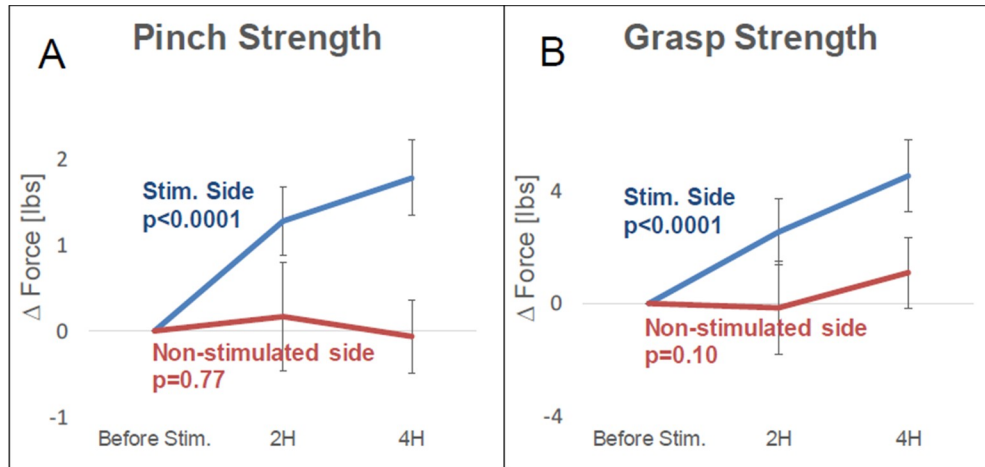 A
Pinch Strength
Δ Force [lbs]
2
1
0
-1
Stim. Side
p<0.0001
Non-stimulated side
p=0.77
Before Stim.
2H
4H
B
Grasp Strength
Δ Force [lbs]
4
0
-4
Stim. Side
p<0.0001
Non-stimulated side
p=0.10
Before Stim.
2H
4H